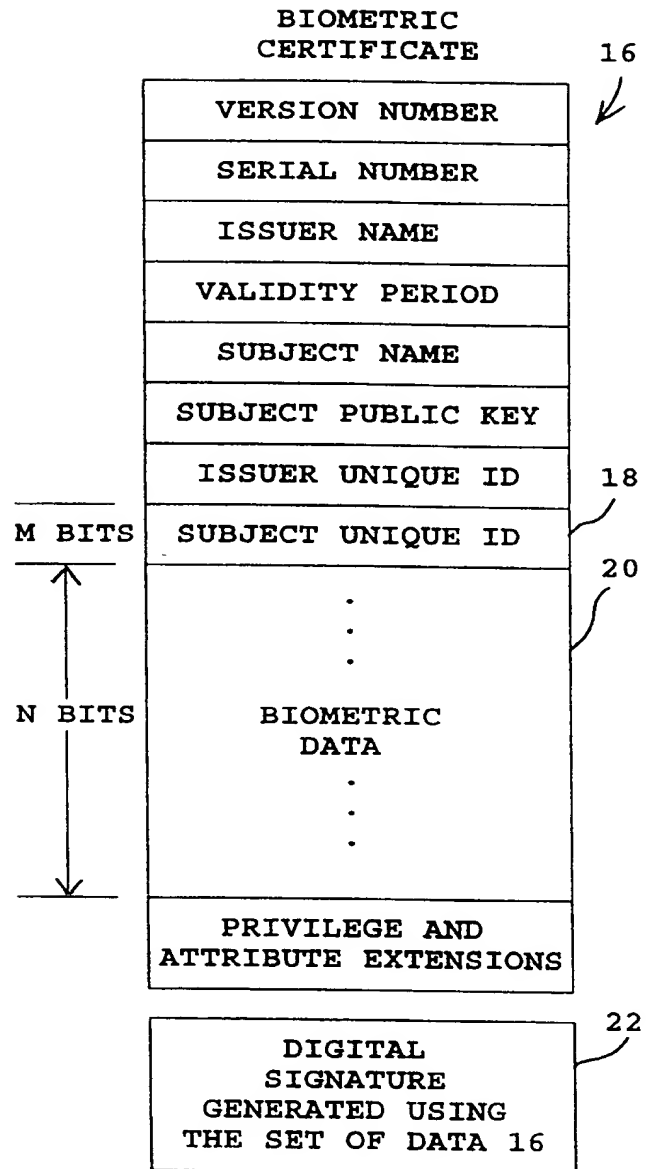 BIOMETRIC
CERTIFICATE
16
VERSION NUMBER
SERIAL NUMBER
ISSUER NAME
VALIDITY PERIOD
SUBJECT NAME
SUBJECT PUBLIC KEY
ISSUER UNIQUE ID
18
M BITS
SUBJECT UNIQUE ID
20
N BITS
BIOMETRIC
DATA
PRIVILEGE AND
ATTRIBUTE EXTENSIONS
22
DIGITAL
SIGNATURE
GENERATED USING
THE SET OF DATA 16